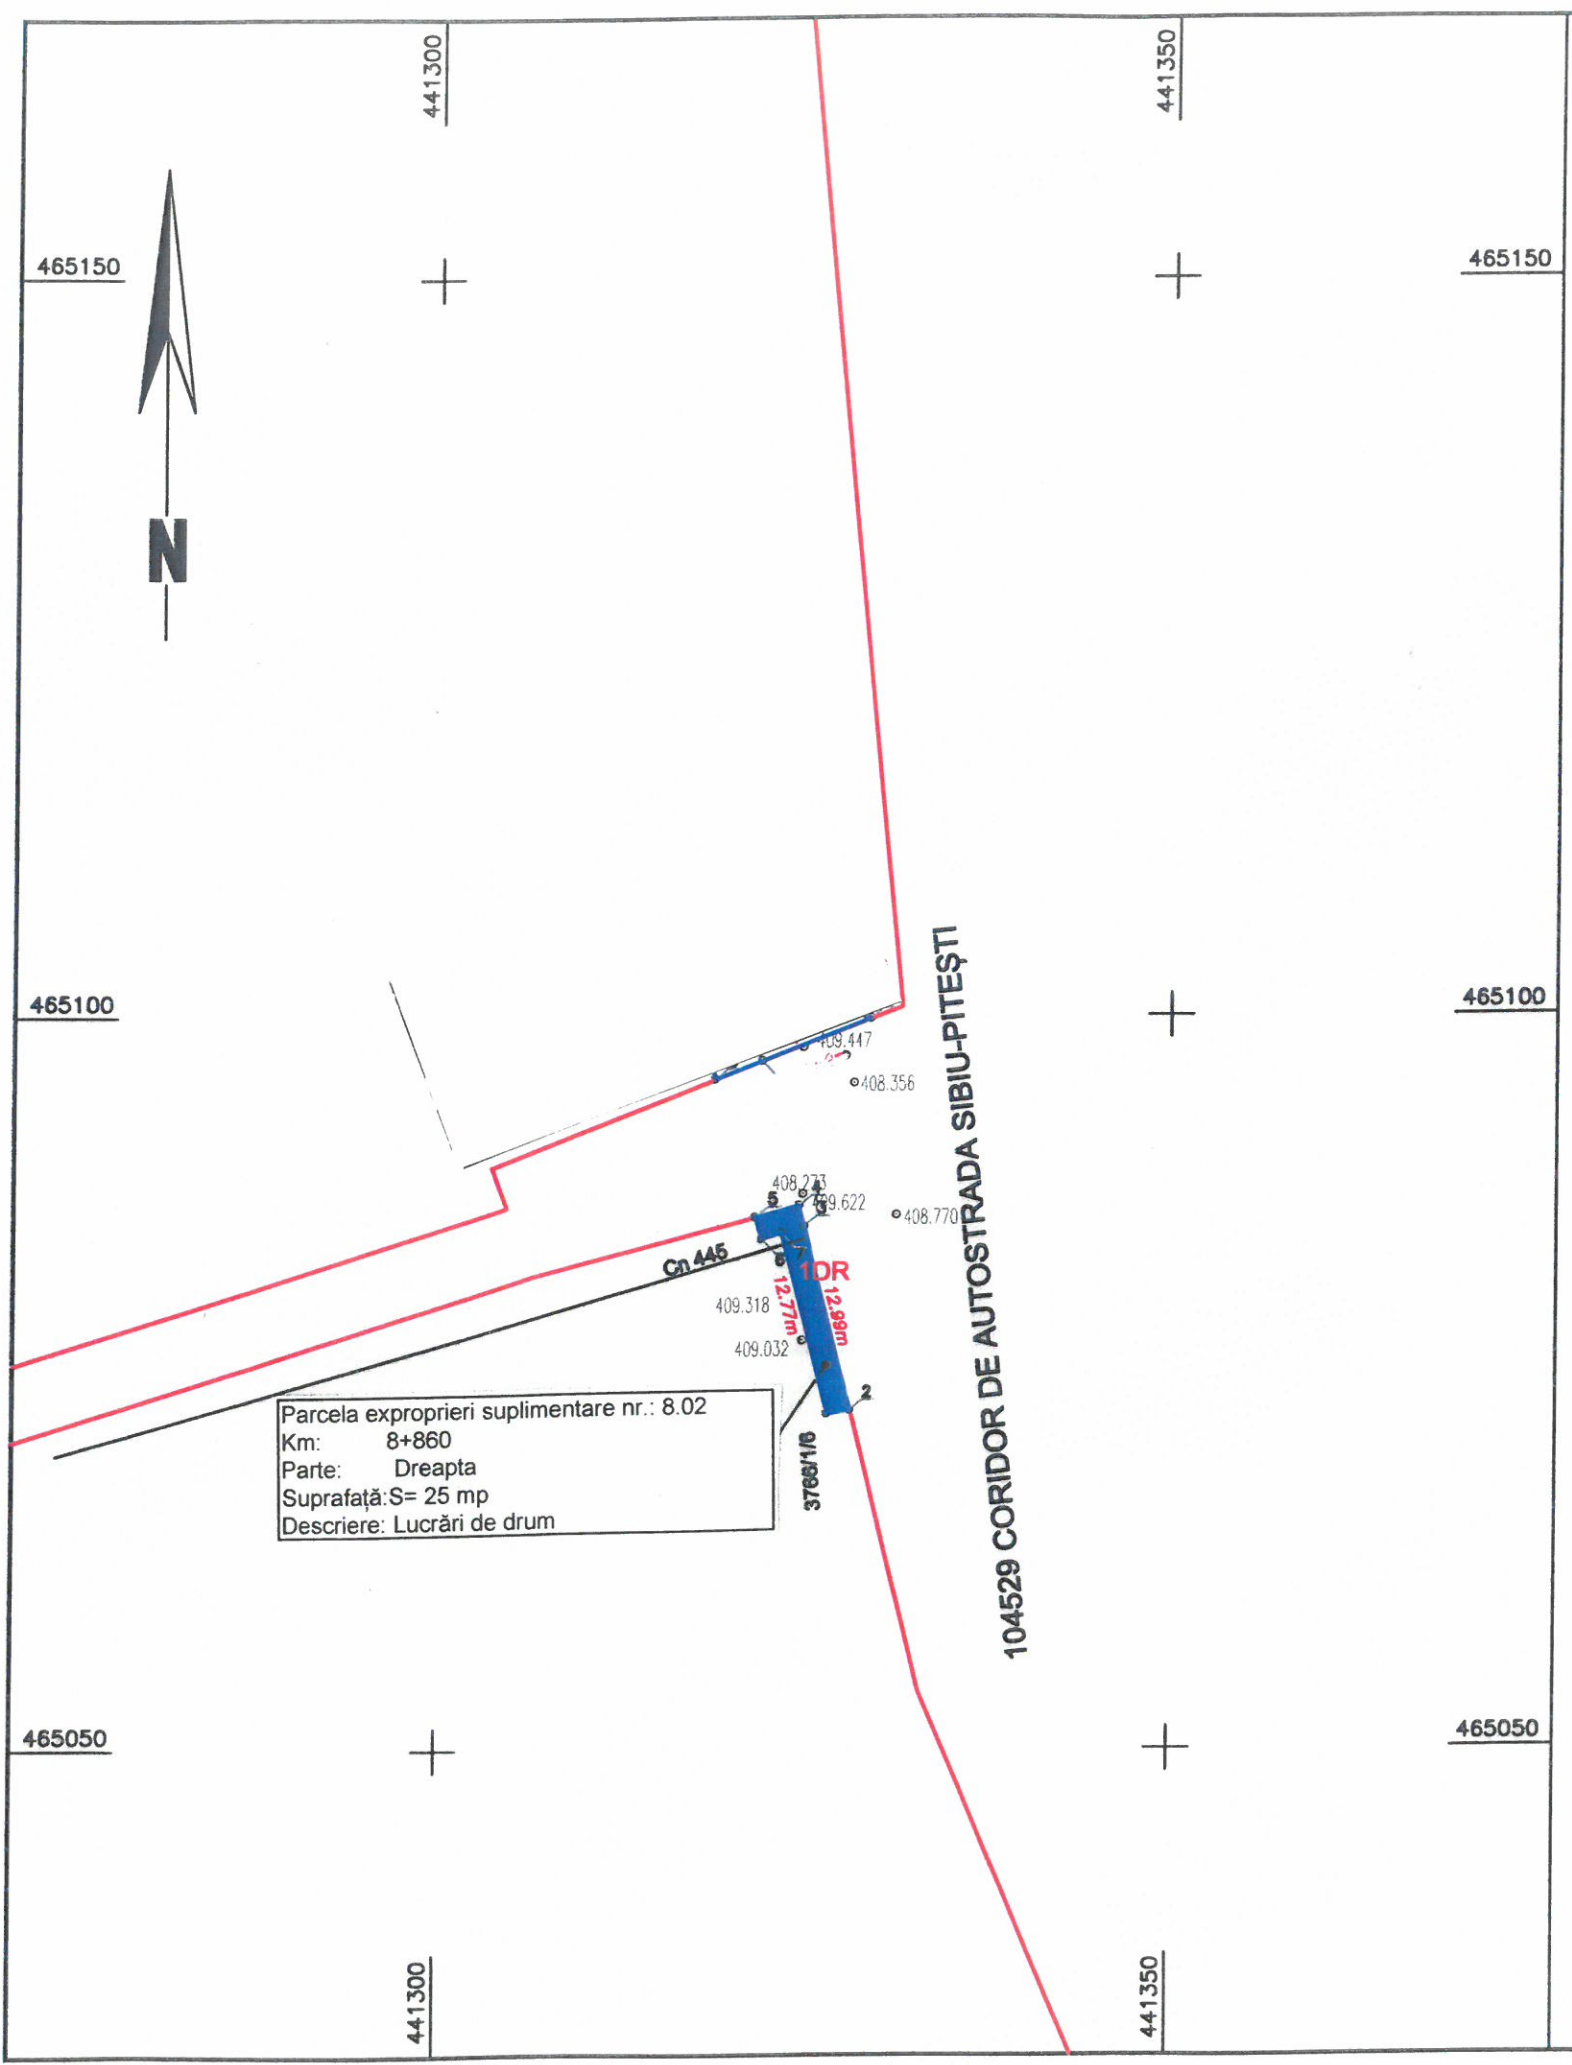 441300
441350
465150
465150
N
465100
465100
409.447
408.356
104529 CORIDOR DE AUTOSTRADA SIBIU-PITEȘTI
408.273
4
5
409.622
3
408.770
Cn 445
6
7
1DR
12.77m
12.99m
409.318
409.032
2
3766/1/6
Parcela exproprieri suplimentare nr.: 8.02
Km: 8+860
Parte: Dreapta
Suprafață:S= 25 mp
Descriere: Lucrări de drum
465050
465050
441300
441350